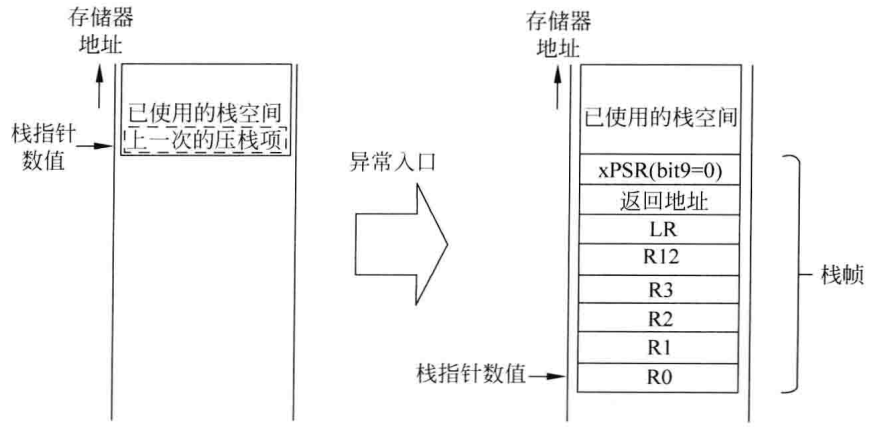 存储器
地址
已使用的栈空间
上一次的压栈项
栈指针
数值
异常入口
存储器
地址
已使用的栈空间
xPSR(bit9=0)
返回地址
LR
R12
R3
R2
R1
R0
栈指针数值
栈帧